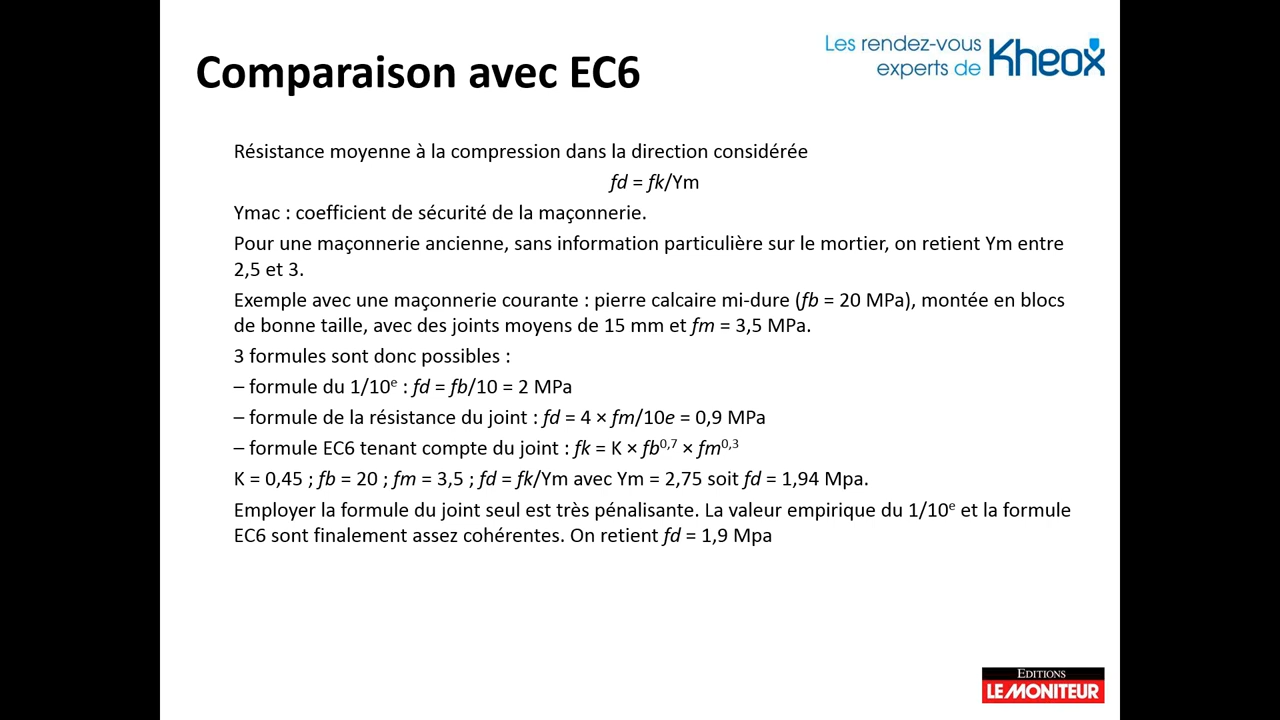 Comparaison avec EC6
Les rendez-vous
experts de Kheox
Résistance moyenne à la compression dans la direction considérée
fd = fk/Ym
Ymac : coefficient de sécurité de la maçonnerie.
Pour une maçonnerie ancienne, sans information particulière sur le mortier, on retient Ym entre
2,5 et 3.
Exemple avec une maçonnerie courante : pierre calcaire mi-dure (fb = 20 MPa), montée en blocs
de bonne taille, avec des joints moyens de 15 mm et fm = 3,5 MPa.
3 formules sont donc possibles :
– formule du 1/10ᵉ : fd = fb/10 = 2 MPa
– formule de la résistance du joint : fd = 4 × fm/10e = 0,9 MPa
– formule EC6 tenant compte du joint : fk = K × fb⁰,⁷ × fm⁰,³
K = 0,45 ; fb = 20 ; fm = 3,5 ; fd = fk/Ym avec Ym = 2,75 soit fd = 1,94 Mpa.
Employer la formule du joint seul est très pénalisante. La valeur empirique du 1/10ᵉ et la formule
EC6 sont finalement assez cohérentes. On retient fd = 1,9 Mpa
EDITIONS
LE MONITEUR